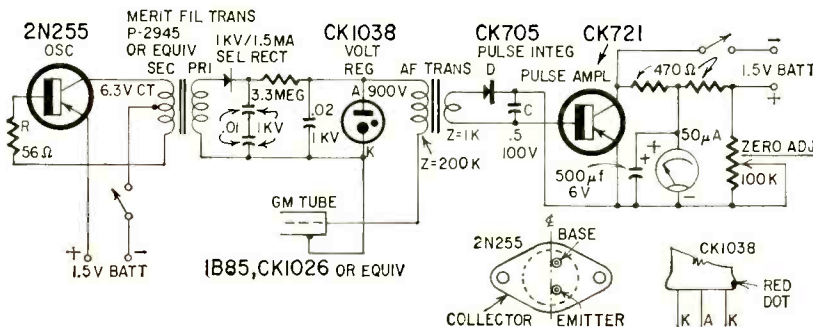 2N255
OSC
MERIT FIL TRANS
P-2945
OR EQUIV
SEC PRI
6.3V CT
R
56Ω
+ -
1.5V BATT
1KV/1.5MA
SEL RECT
3.3MEG
.01 1KV
.02
1KV
CK1038
VOLT
REG
A 900V
K
AF TRANS
Z=1K
Z=200K
GM TUBE
1B85, CK1026 OR EQUIV
CK705
PULSE INTEG
D
C
.5
100V
CK721
PULSE AMPL
470Ω
-
1.5V BATT
+
50μA
+ +
-
500μf
6V
ZERO ADJ
100K
2N255
BASE
COLLECTOR
EMITTER
CK1038
RED
DOT
K A K